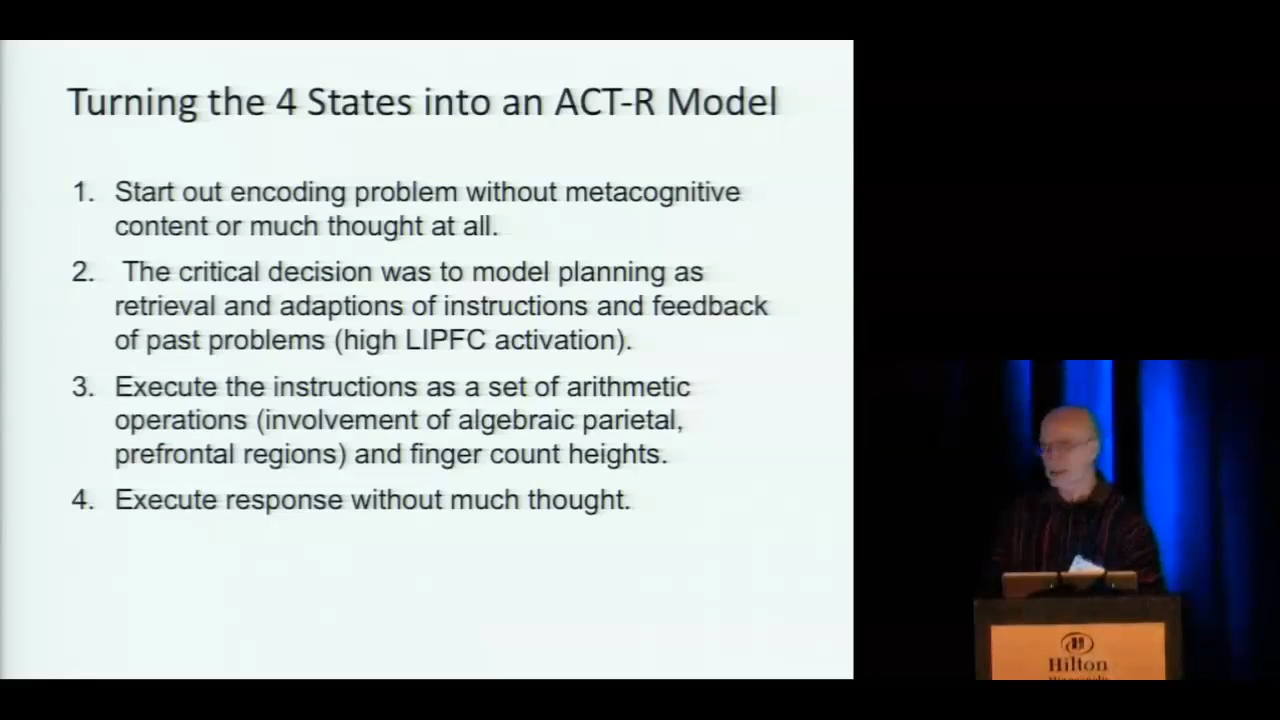 Turning the 4 States into an ACT-R Model
1. Start out encoding problem without metacognitive
content or much thought at all.
2. The critical decision was to model planning as
retrieval and adaptions of instructions and feedback
of past problems (high LIPFC activation).
3. Execute the instructions as a set of arithmetic
operations (involvement of algebraic parietal,
prefrontal regions) and finger count heights.
4. Execute response without much thought.
Hilton